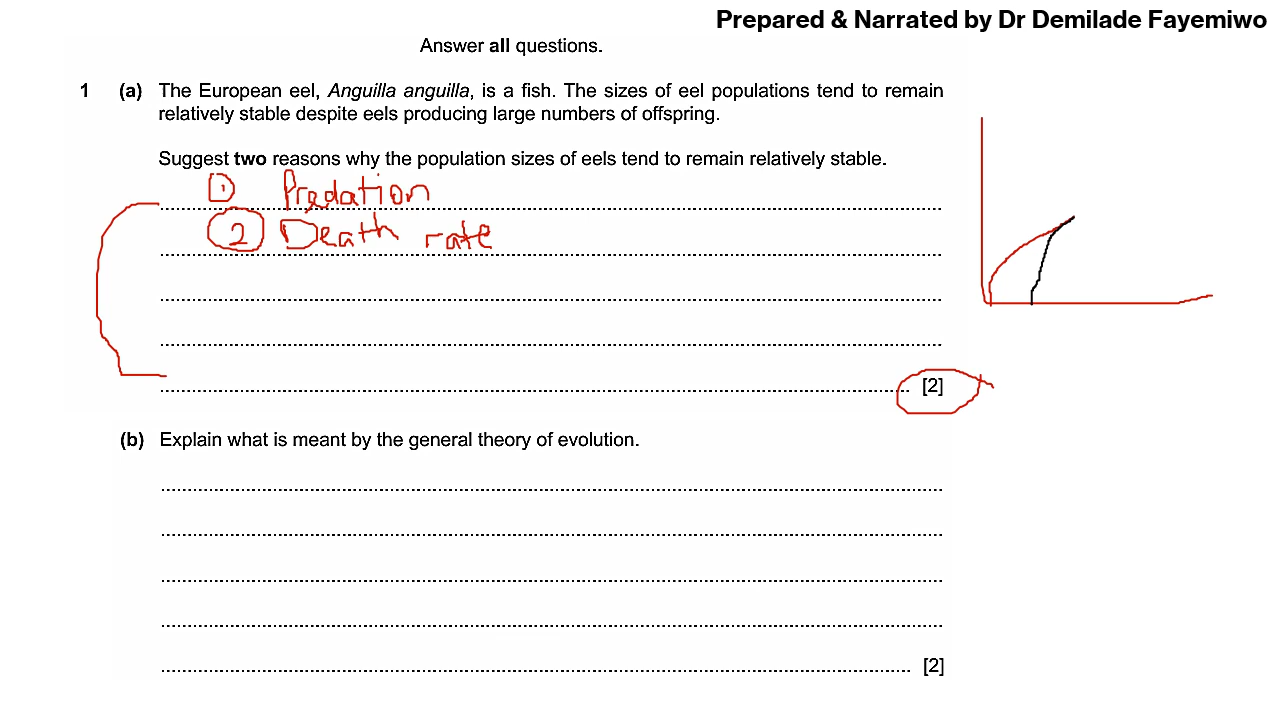 Prepared & Narrated by Dr Demilade Fayemiwo
Answer all questions.
1 (a) The European eel, Anguilla anguilla, is a fish. The sizes of eel populations tend to remain
relatively stable despite eels producing large numbers of offspring.
Suggest two reasons why the population sizes of eels tend to remain relatively stable.
1 Predation
2 Death rate
[2]
(b) Explain what is meant by the general theory of evolution.
[2]